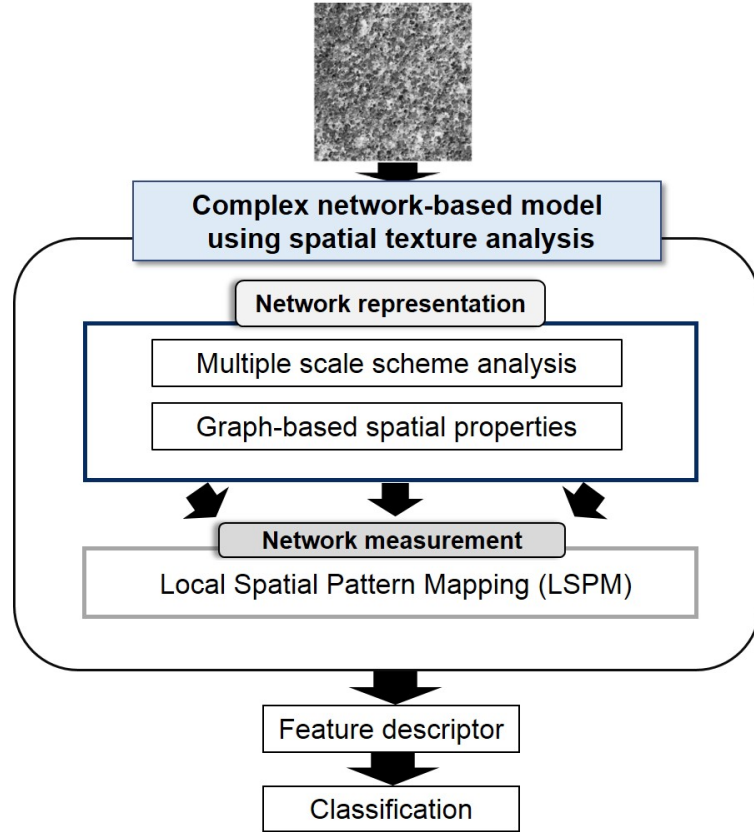 Complex network-based model
using spatial texture analysis
Network representation
Multiple scale scheme analysis
Graph-based spatial properties
Network measurement
Local Spatial Pattern Mapping (LSPM)
Feature descriptor
Classification